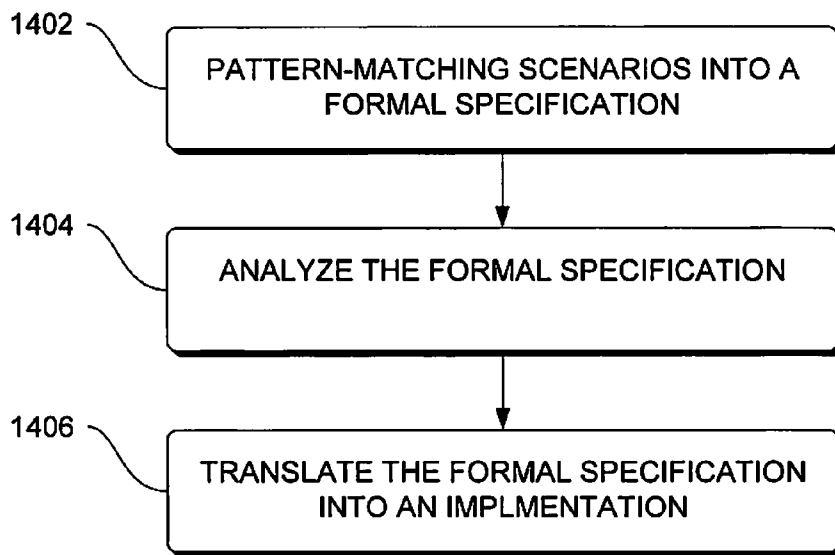 1402
PATTERN-MATCHING SCENARIOS INTO A
FORMAL SPECIFICATION
1404
ANALYZE THE FORMAL SPECIFICATION
1406
TRANSLATE THE FORMAL SPECIFICATION
INTO AN IMPLMENTATION